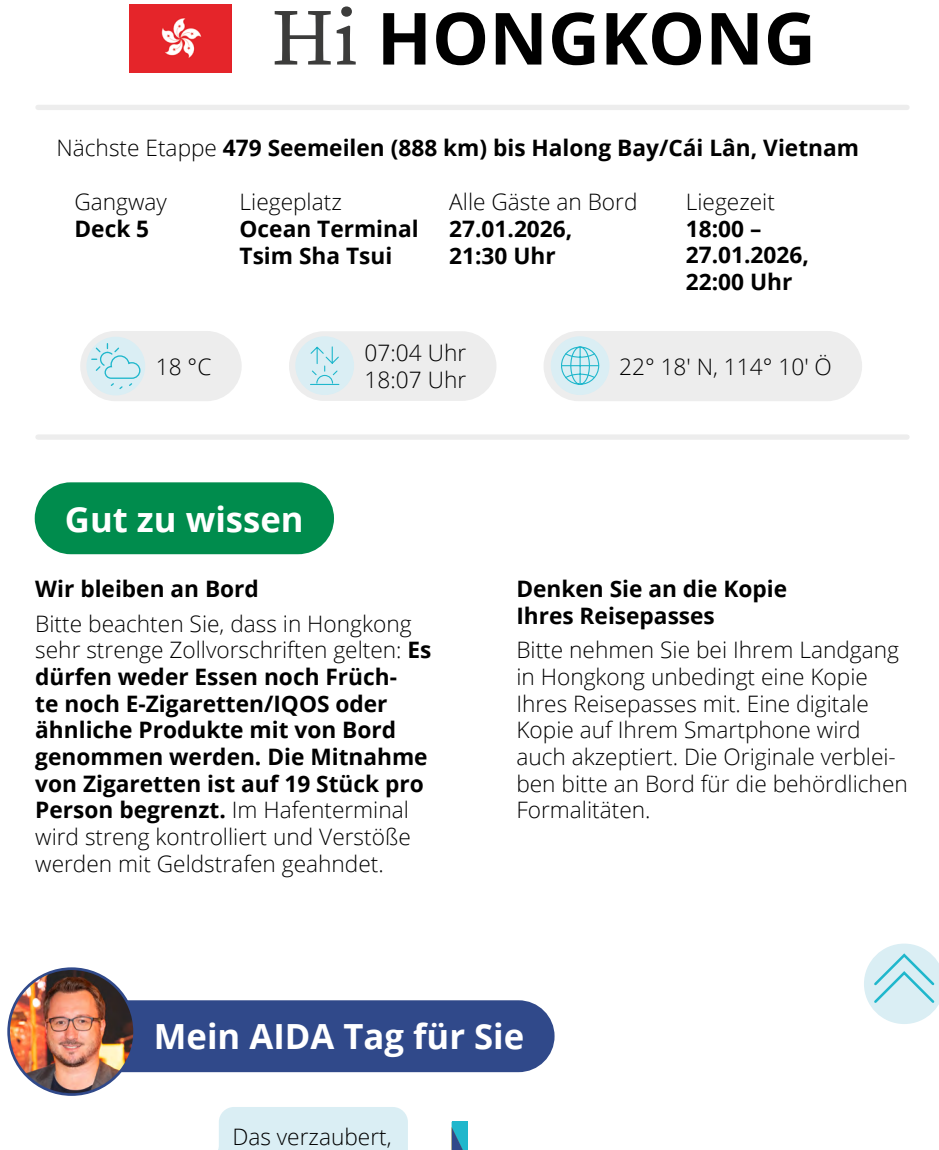 Hi HONGKONG
Nächste Etappe 479 Seemeilen (888 km) bis Halong Bay/Cái Lân, Vietnam
Gangway
Deck 5
Liegeplatz
Ocean Terminal
Tsim Sha Tsui
Alle Gäste an Bord
27.01.2026,
21:30 Uhr
Liegezeit
18:00 –
27.01.2026,
22:00 Uhr
18 °C
07:04 Uhr
18:07 Uhr
22° 18' N, 114° 10' Ö
Gut zu wissen
Wir bleiben an Bord
Bitte beachten Sie, dass in Hongkong
sehr strenge Zollvorschriften gelten: Es
dürfen weder Essen noch Früch-
te noch E-Zigaretten/IQOS oder
ähnliche Produkte mit von Bord
genommen werden. Die Mitnahme
von Zigaretten ist auf 19 Stück pro
Person begrenzt. Im Hafenterminal
wird streng kontrolliert und Verstöße
werden mit Geldstrafen geahndet.
Denken Sie an die Kopie
Ihres Reisepasses
Bitte nehmen Sie bei Ihrem Landgang
in Hongkong unbedingt eine Kopie
Ihres Reisepasses mit. Eine digitale
Kopie auf Ihrem Smartphone wird
auch akzeptiert. Die Originale verblei-
ben bitte an Bord für die behördlichen
Formalitäten.
Mein AIDA Tag für Sie
Das verzaubert,